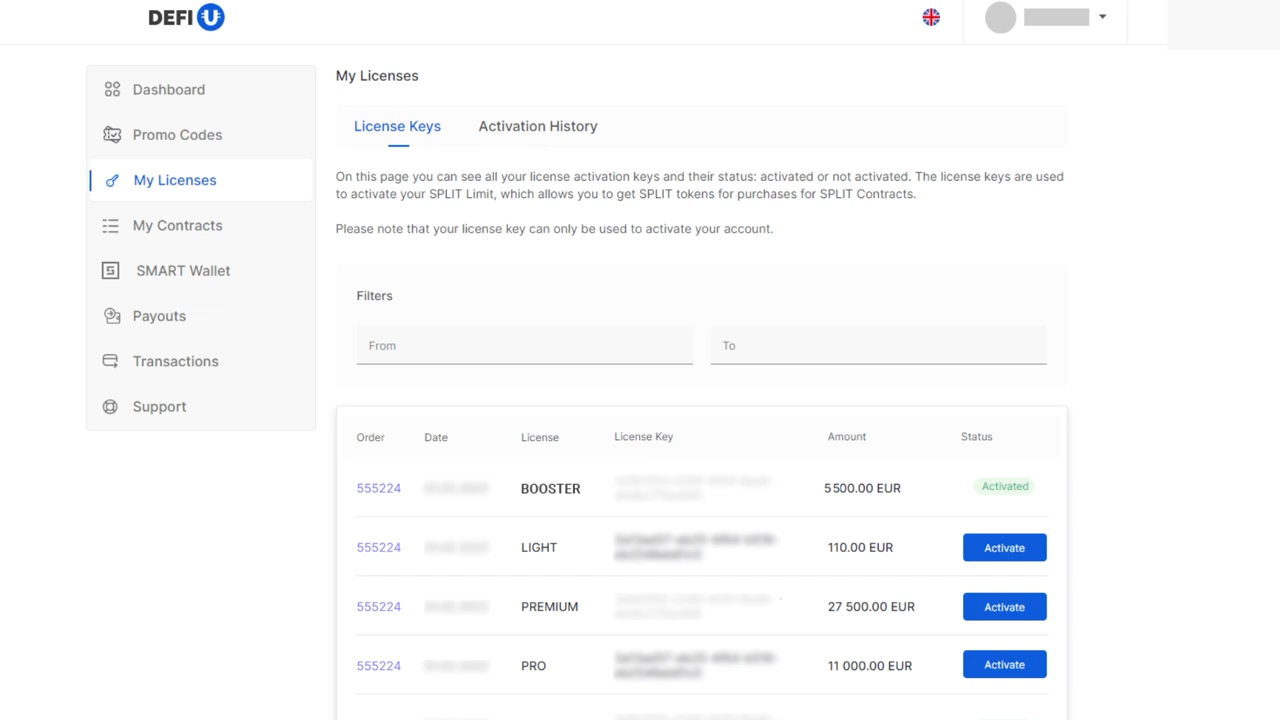 DEFI U
Dashboard
Promo Codes
My Licenses
My Contracts
SMART Wallet
Payouts
Transactions
Support
My Licenses
License Keys Activation History
On this page you can see all your license activation keys and their status: activated or not activated. The license keys are used
to activate your SPLIT Limit, which allows you to get SPLIT tokens for purchases for SPLIT Contracts.
Please note that your license key can only be used to activate your account.
Filters
From To
Order Date License License Key Amount Status
555224 BOOSTER 5 500.00 EUR Activated
555224 LIGHT 110.00 EUR Activate
555224 PREMIUM 27 500.00 EUR Activate
555224 PRO 11 000.00 EUR Activate